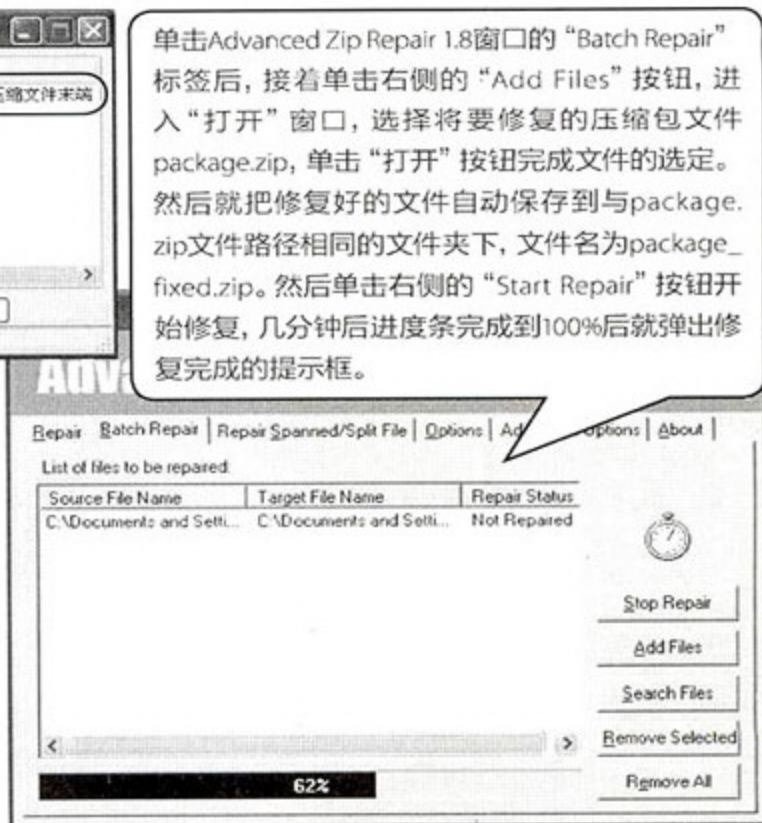 缩文件末端
单击Advanced Zip Repair 1.8窗口的“Batch Repair”
标签后，接着单击右侧的“Add Files”按钮，进
入“打开”窗口，选择将要修复的压缩包文件
package.zip，单击“打开”按钮完成文件的选定。
然后就把修复好的文件自动保存到与package.
zip文件路径相同的文件夹下，文件名为package_
fixed.zip。然后单击右侧的“Start Repair”按钮开
始修复，几分钟后进度条完成到100%后就弹出修
复完成的提示框。
Repair Batch Repair Repair Spanned/Split File Options Options About
List of files to be repaired:
Source File Name Target File Name Repair Status
C:\Documents and Setti... C:\Documents and Setti... Not Repaired
Stop Repair
Add Files
Search Files
Remove Selected
Remove All
62%